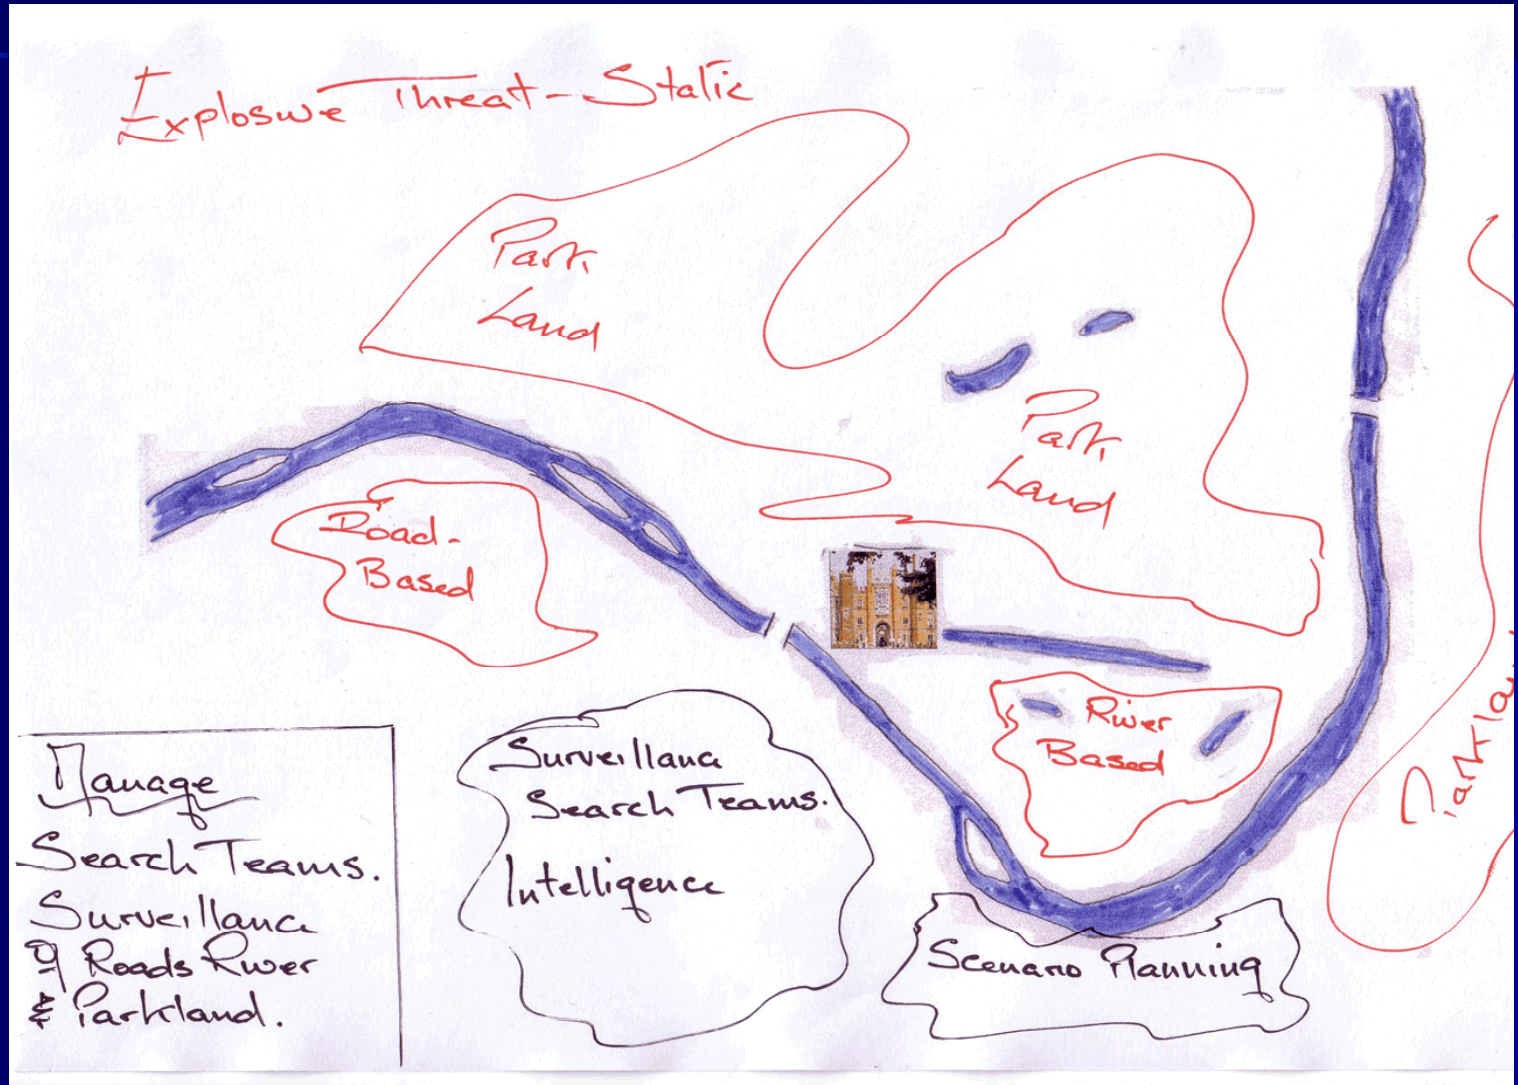 Explosive Threat - Static
Park
Land
Park
Land
Road-
Based
River
Based
Parkla
Manage
Search Teams.
Surveillance
of Roads River
& Parkland.
Surveillance
Search Teams.
Intelligence
Scenario Planning